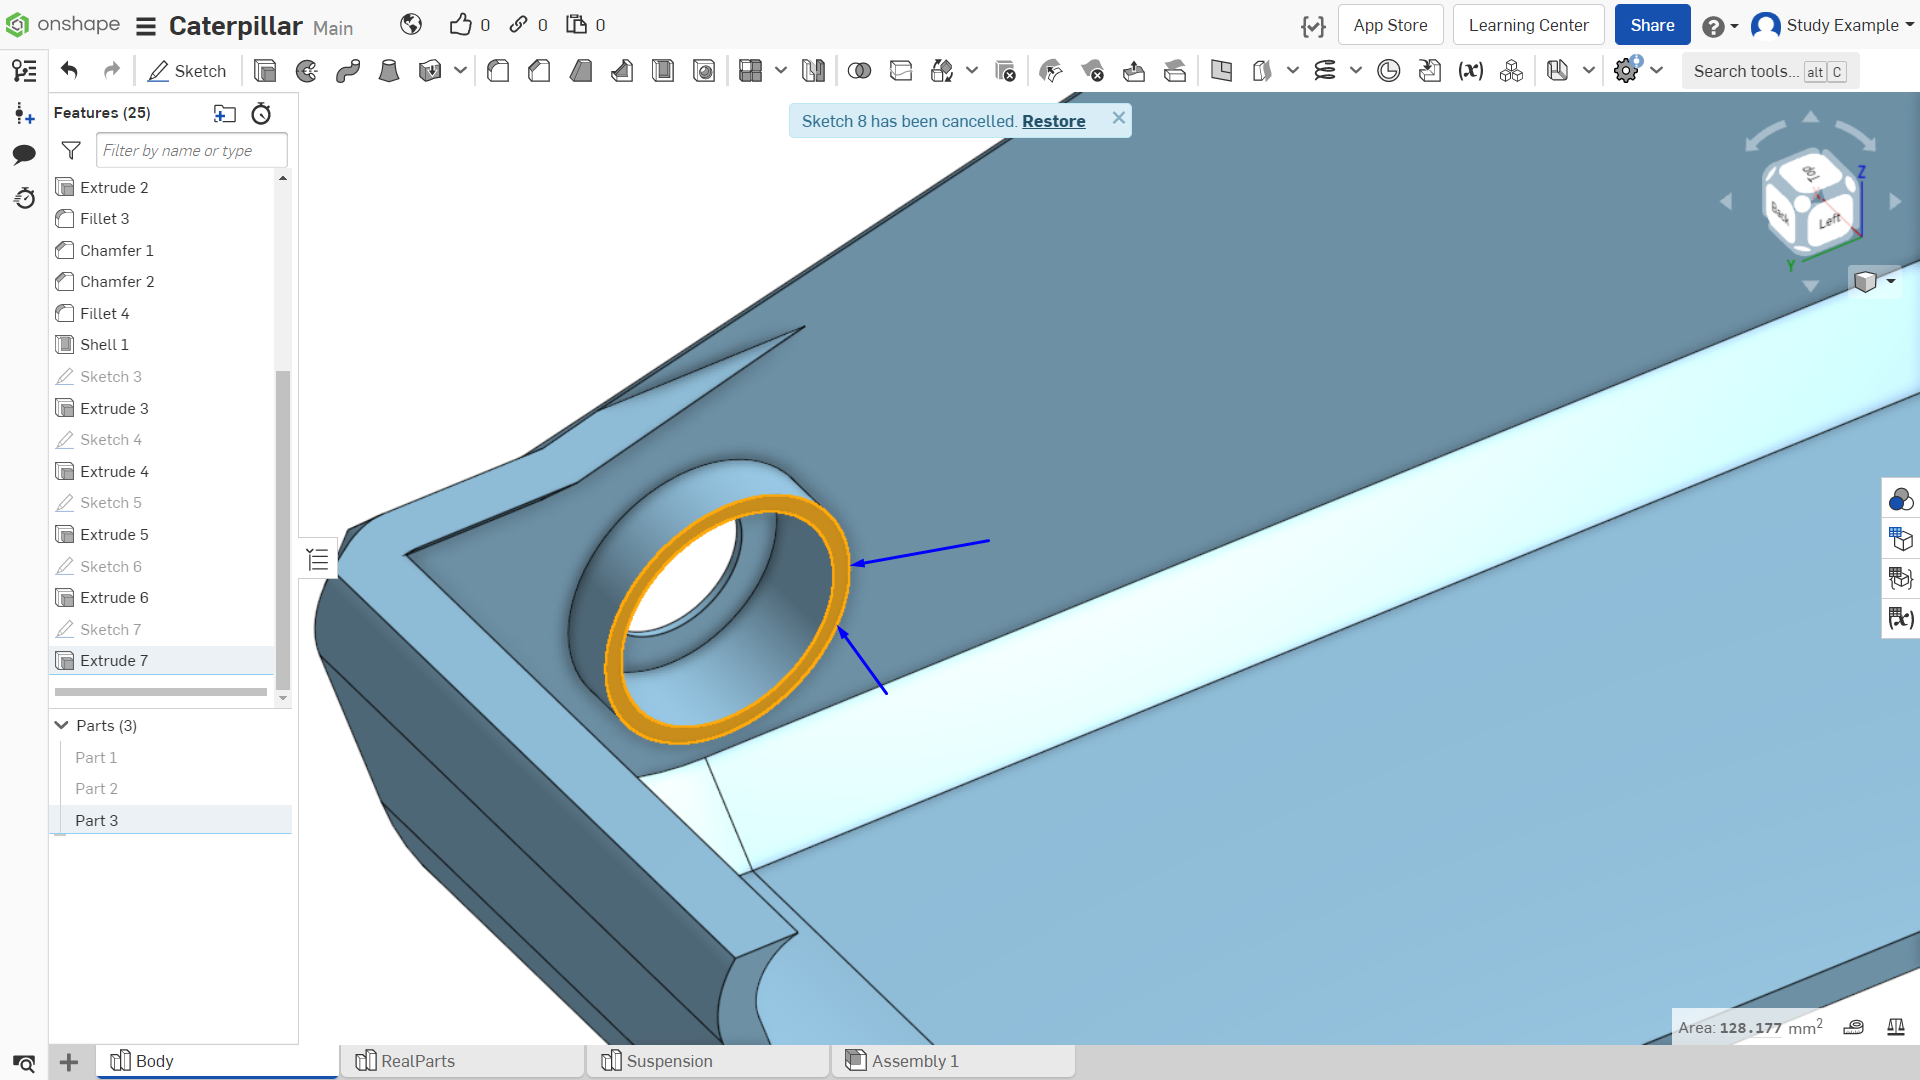 onshape
Caterpillar Main
0
0
0
App Store
Learning Center
Share
Study Example
Sketch
Search tools... alt C
Features (25)
Filter by name or type
Sketch 8 has been cancelled. Restore
Extrude 2
Fillet 3
Chamfer 1
Chamfer 2
Fillet 4
Shell 1
Sketch 3
Extrude 3
Sketch 4
Extrude 4
Sketch 5
Extrude 5
Sketch 6
Extrude 6
Sketch 7
Extrude 7
Parts (3)
Part 1
Part 2
Part 3
Top
Back
Left
Z
Y
Area: 128.177 mm²
Body
RealParts
Suspension
Assembly 1